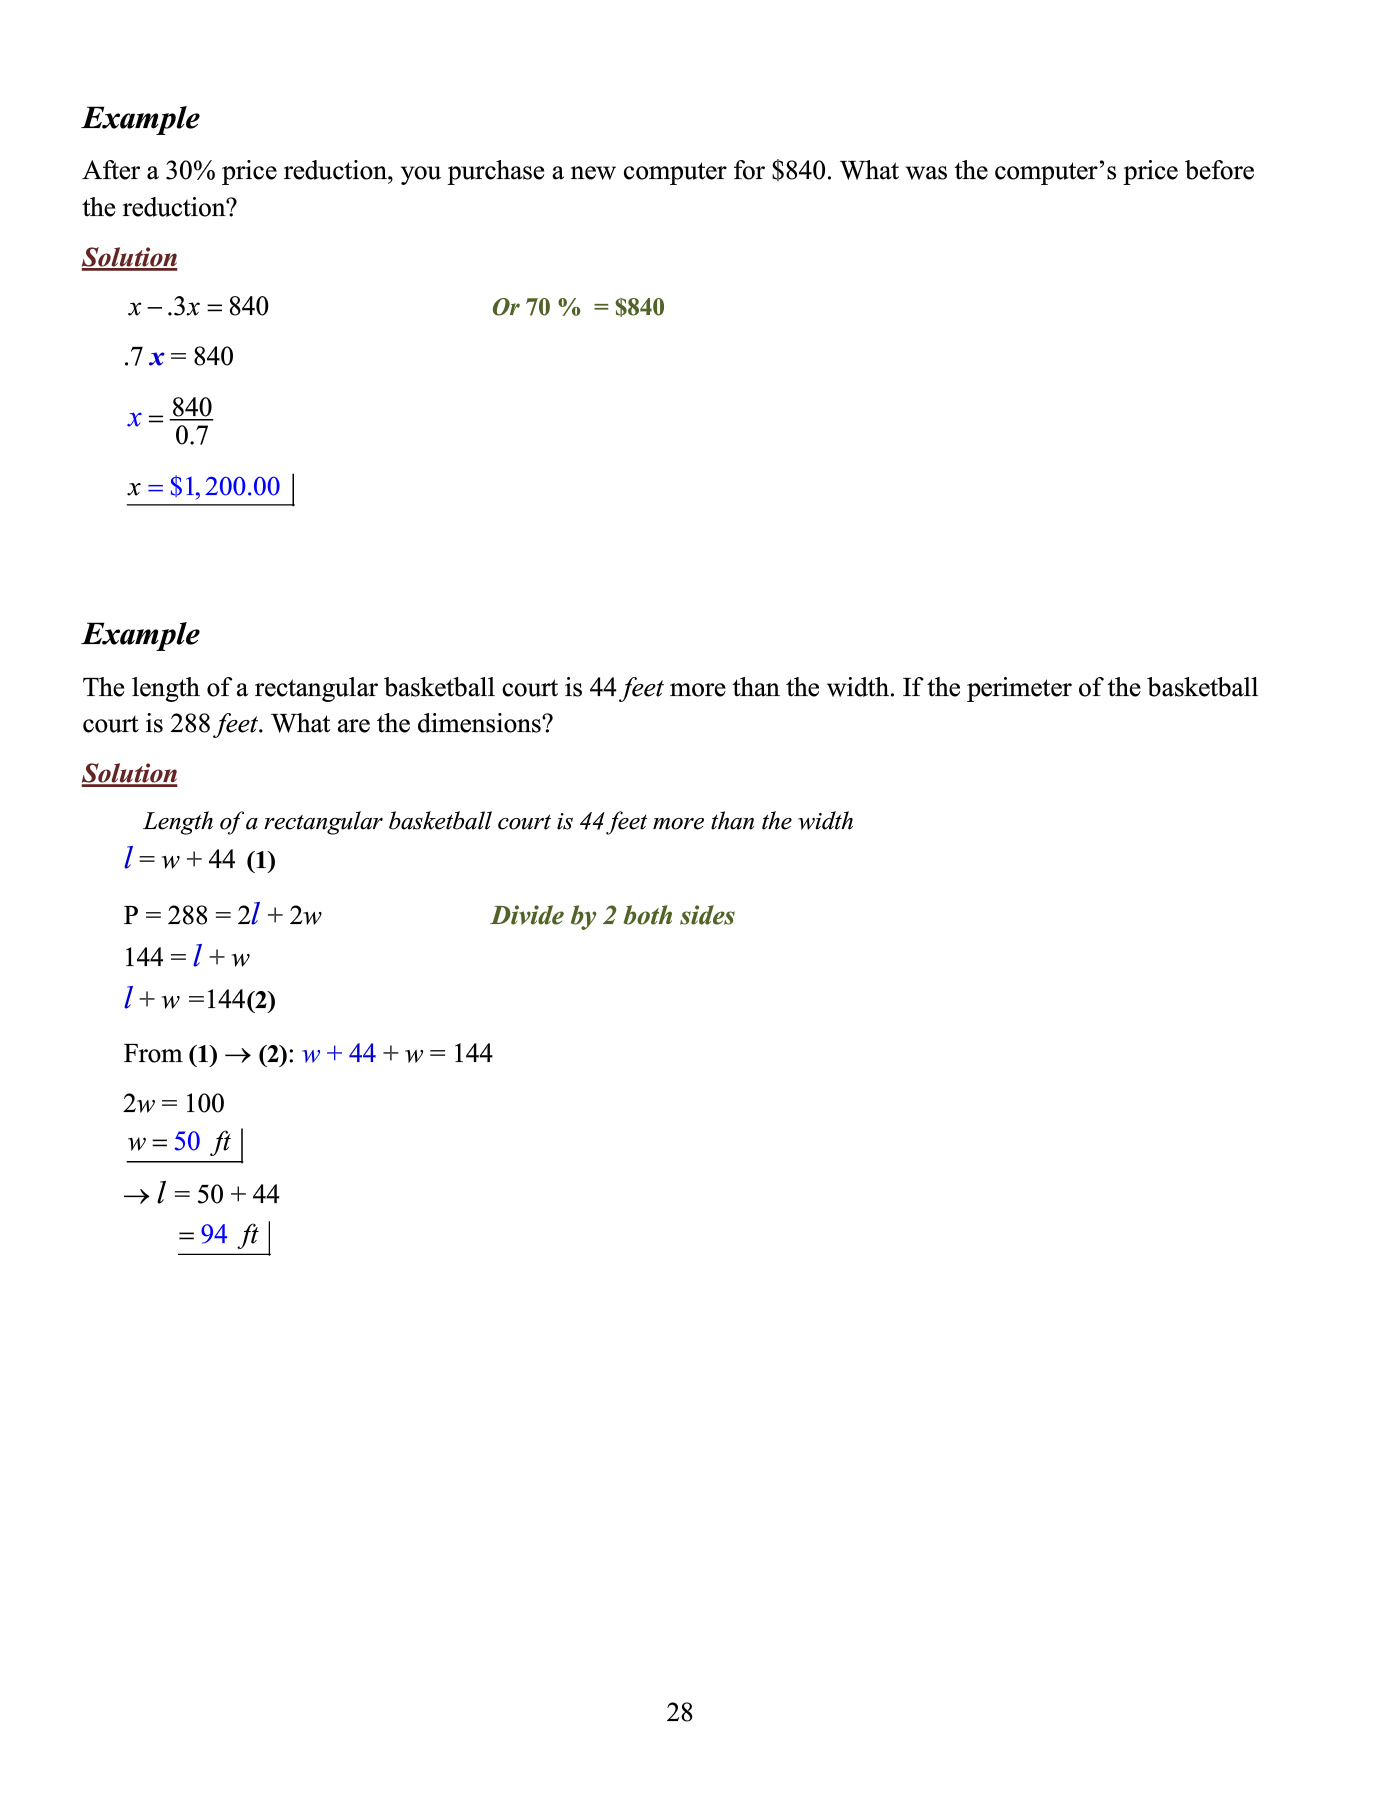 Example
After a 30% price reduction, you purchase a new computer for $840. What was the computer’s price before
the reduction?
Solution
x − .3x = 840 Or 70 % = $840
.7 x = 840
x = 840/0.7
x = $1,200.00
Example
The length of a rectangular basketball court is 44 feet more than the width. If the perimeter of the basketball
court is 288 feet. What are the dimensions?
Solution
Length of a rectangular basketball court is 44 feet more than the width
l = w + 44 (1)
P = 288 = 2l + 2w Divide by 2 both sides
144 = l + w
l + w =144(2)
From (1) → (2): w + 44 + w = 144
2w = 100
w = 50 ft
→ l = 50 + 44
= 94 ft
28